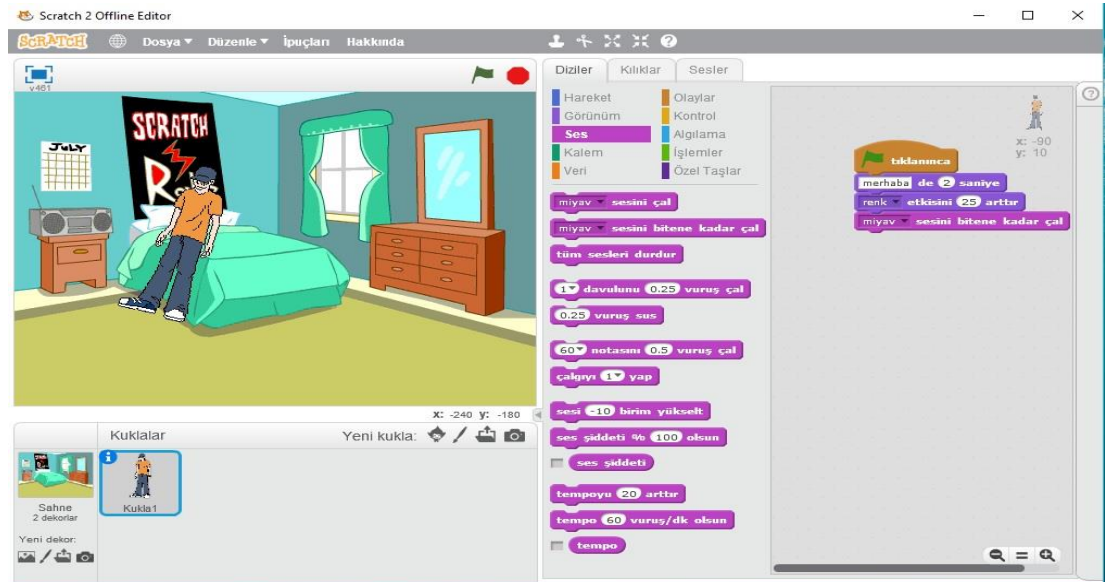 Scratch 2 Offline Editor
SCRATCH Dosya Düzenle İpuçları Hakkında
v461
JULY
SCRATCH
Diziler Kılıklar Sesler
Hareket Olaylar
Görünüm Kontrol
Ses Algılama
Kalem İşlemler
Veri Özel Taşlar
miyav sesini çal
miyav sesini bitene kadar çal
tüm sesleri durdur
1 davulunu 0.25 vuruş çal
0.25 vuruş sus
60 notasını 0.5 vuruş çal
çalgıyı 1 yap
sesi -10 birim yükselt
ses şiddeti % 100 olsun
ses şiddeti
tempoyu 20 arttır
tempo 60 vuruş/dk olsun
tempo
x: -90
y: 10
tıklanınca
merhaba de 2 saniye
renk etkisini 25 arttır
miyav sesini bitene kadar çal
x: -240 y: -180
Kuklalar Yeni kukla:
Sahne
2 dekorlar
Yeni dekor:
Kukla1